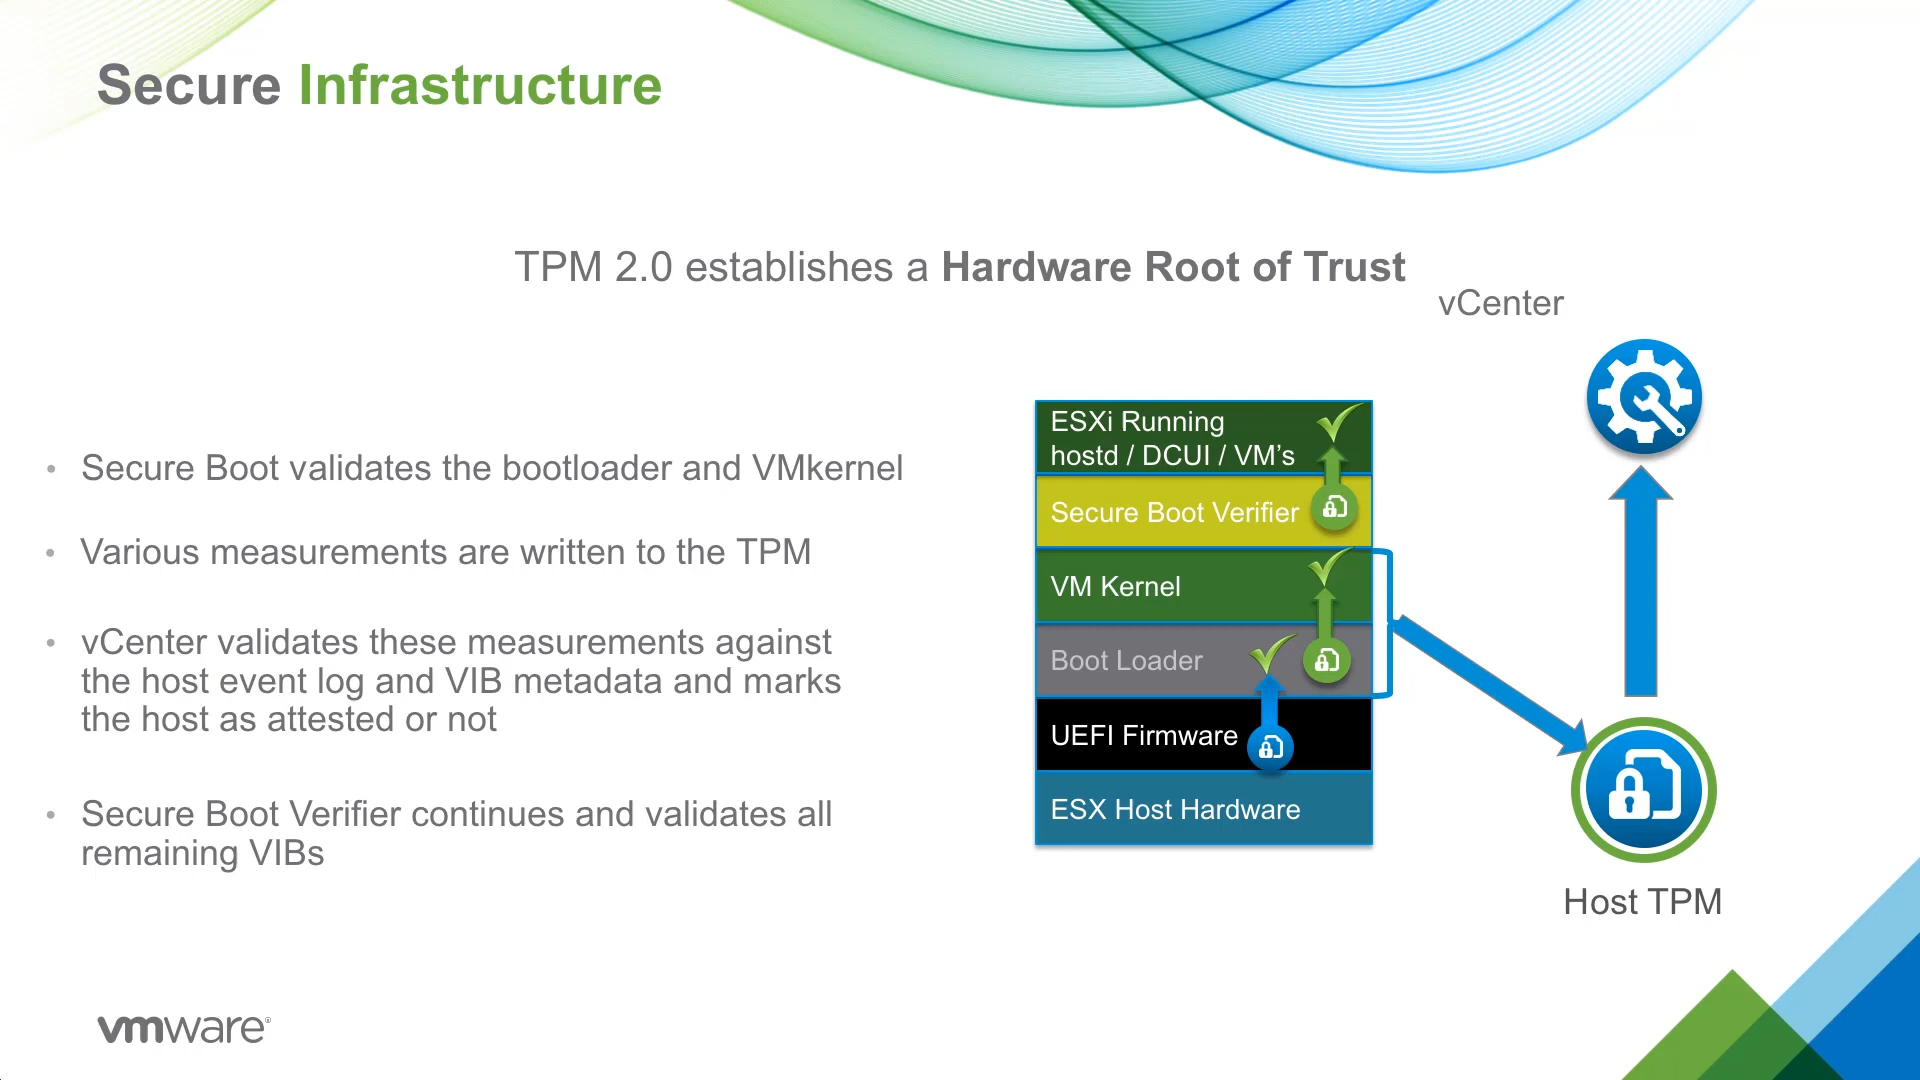 Secure Infrastructure
TPM 2.0 establishes a Hardware Root of Trust
vCenter
• Secure Boot validates the bootloader and VMkernel
• Various measurements are written to the TPM
• vCenter validates these measurements against
the host event log and VIB metadata and marks
the host as attested or not
• Secure Boot Verifier continues and validates all
remaining VIBs
ESXi Running
hostd / DCUI / VM’s
Secure Boot Verifier
VM Kernel
Boot Loader
UEFI Firmware
ESX Host Hardware
Host TPM
vmware®